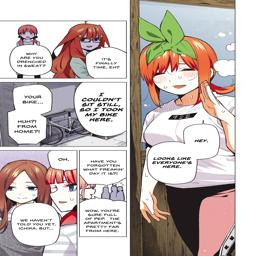 WHY
ARE YOU
DRENCHED
IN SWEAT?
IT'S
FINALLY
TIME, EH?
YOUR
BIKE...
HUH?!
FROM
HOME?!
I
COULDN'T
SIT STILL,
SO I TOOK
MY BIKE
HERE.
HEY,
LOOKS LIKE
EVERYONE'S
HERE.
OH,
HAVE YOU
FORGOTTEN
WHAT FREAKIN'
DAY IT IS?!
WE HAVEN'T
TOLD YOU YET,
ICHIKA, BUT...
WOW, YOU'RE
SURE FULL
OF PEP. THE
APARTMENT'S
PRETTY FAR
FROM HERE.